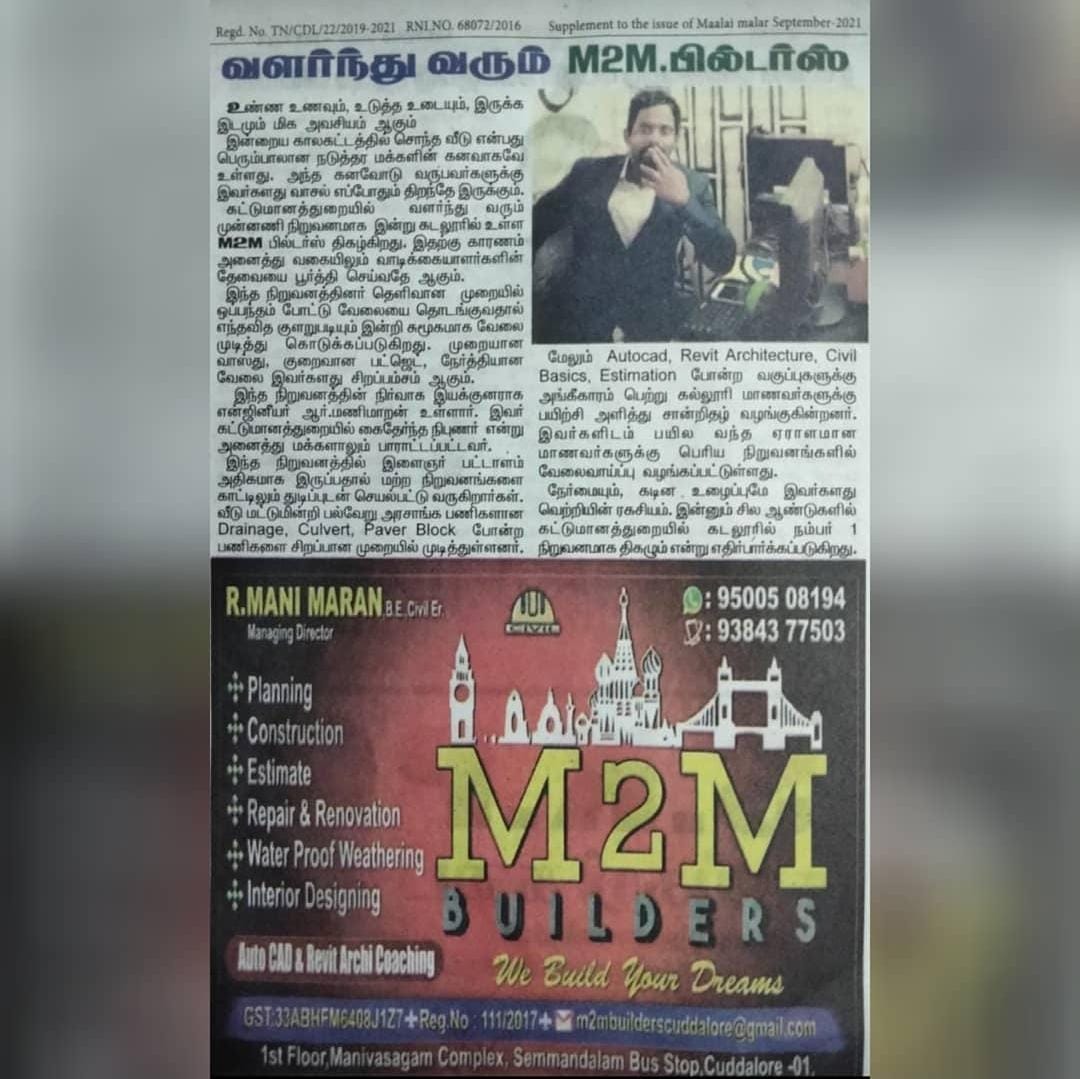 Regd. No. TN/CDL/22/2019-2021 RNI.NO. 68072/2016 Supplement to the issue of Maalai malar September-2021
வளர்ந்து வரும் M2M.பில்டர்ஸ்
உண்ண உணவும், உடுத்த உடையும், இருக்க
இடமும் மிக அவசியம் ஆகும்
இன்றைய காலகட்டத்தில் சொந்த வீடு என்பது
பெரும்பாலான நடுத்தர மக்களின் கனவாகவே
உள்ளது. அந்த கனவோடு வருபவர்களுக்கு
இவர்களது வாசல் எப்போதும் திறந்தே இருக்கும்.
கட்டுமானத்துறையில் வளர்ந்து வரும்
முன்னணி நிறுவனமாக இன்று கடலூரில் உள்ள
M2M பில்டர்ஸ் திகழ்கிறது. இதற்கு காரணம்
அனைத்து வகையிலும் வாடிக்கையாளர்களின்
தேவையை பூர்த்தி செய்வதே ஆகும்.
இந்த நிறுவனத்தினர் தெளிவான முறையில்
ஒப்பந்தம் போட்டு வேலையை தொடங்குவதால்
எந்தவித குளறுபடியும் இன்றி சுமூகமாக வேலை
முடித்து கொடுக்கப்படுகிறது. முறையான
வாஸ்து, குறைவான பட்ஜெட், நேர்த்தியான
வேலை இவர்களது சிறப்பம்சம் ஆகும்.
இந்த நிறுவனத்தின் நிர்வாக இயக்குனராக
என்ஜினீயர் ஆர்.மணிமாறன் உள்ளார். இவர்
கட்டுமானத்துறையில் கைதேர்ந்த நிபுணர் என்று
அனைத்து மக்களாலும் பாராட்டப்பட்டவர்.
இந்த நிறுவனத்தில் இளைஞர் பட்டாளம்
அதிகமாக இருப்பதால் மற்ற நிறுவனங்களை
காட்டிலும் துடிப்புடன் செயல்பட்டு வருகிறார்கள்.
வீடு மட்டுமின்றி பல்வேறு அரசாங்க பணிகளான
Drainage, Culvert, Paver Block போன்ற
பணிகளை சிறப்பான முறையில் முடித்துள்ளனர்.
மேலும் Autocad, Revit Architecture, Civil
Basics, Estimation போன்ற வகுப்புகளுக்கு
அங்கீகாரம் பெற்று கல்லூரி மாணவர்களுக்கு
பயிற்சி அளித்து சான்றிதழ் வழங்குகின்றனர்.
இவர்களிடம் பயில வந்த ஏராளமான
மாணவர்களுக்கு பெரிய நிறுவனங்களில்
வேலைவாய்ப்பு வழங்கப்பட்டுள்ளது.
நேர்மையும், கடின உழைப்புமே இவர்களது
வெற்றியின் ரகசியம். இன்னும் சில ஆண்டுகளில்
கட்டுமானத்துறையில் கடலூரில் நம்பர் 1
நிறுவனமாக திகழும் என்று எதிர்பார்க்கப்படுகிறது.
R.MANI MARAN B.E.Civil Er.
Managing Director
CIVIL
: 95005 08194
: 93843 77503
Planning
Construction
Estimate
Repair & Renovation
Water Proof Weathering
Interior Designing
M2M
BUILDERS
We Build Your Dreams
Auto CAD & Revit Archi Coaching
GST:33ABHFM6408J1Z7+Reg.No : 111/2017+ m2mbuilderscuddalore@gmail.com
1st Floor,Manivasagam Complex, Semmandalam Bus Stop,Cuddalore -01.